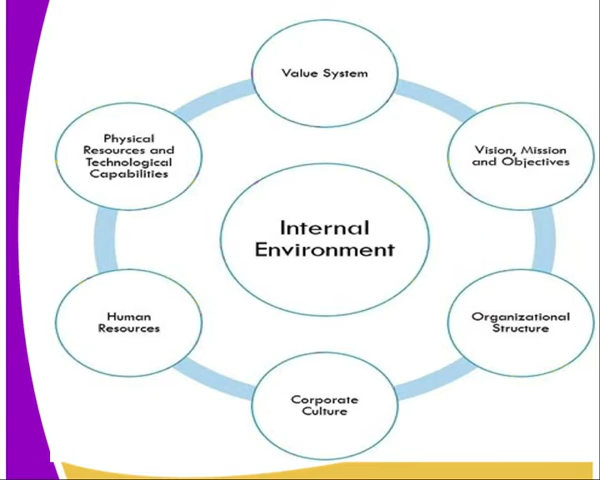 Value System
Vision, Mission
and Objectives
Organizational
Structure
Corporate
Culture
Human
Resources
Physical
Resources and
Technological
Capabilities
Internal
Environment